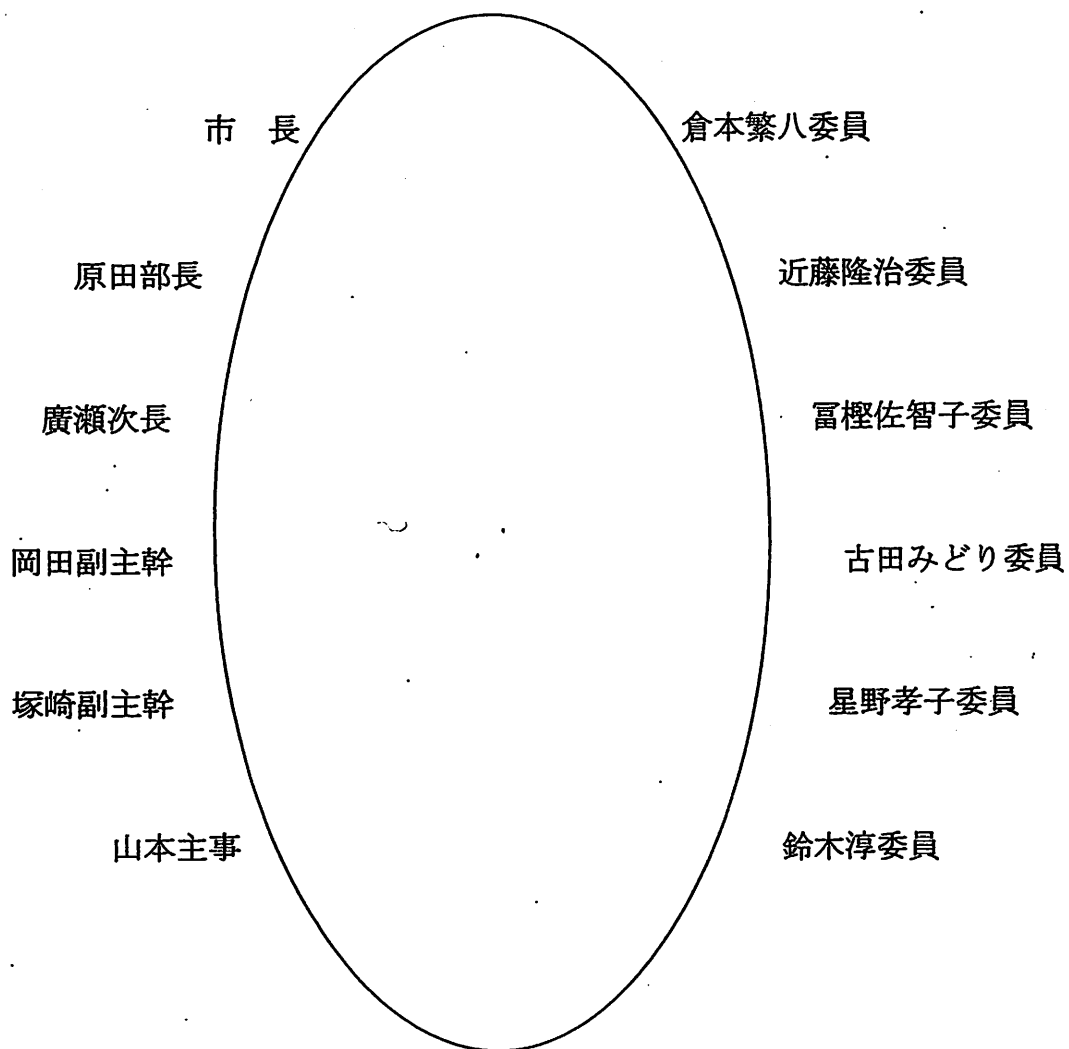 市　長
倉本繁八委員
原田部長
近藤隆治委員
廣瀬次長
冨樫佐智子委員
岡田副主幹
古田みどり委員
塚崎副主幹
星野孝子委員
山本主事
鈴木淳委員